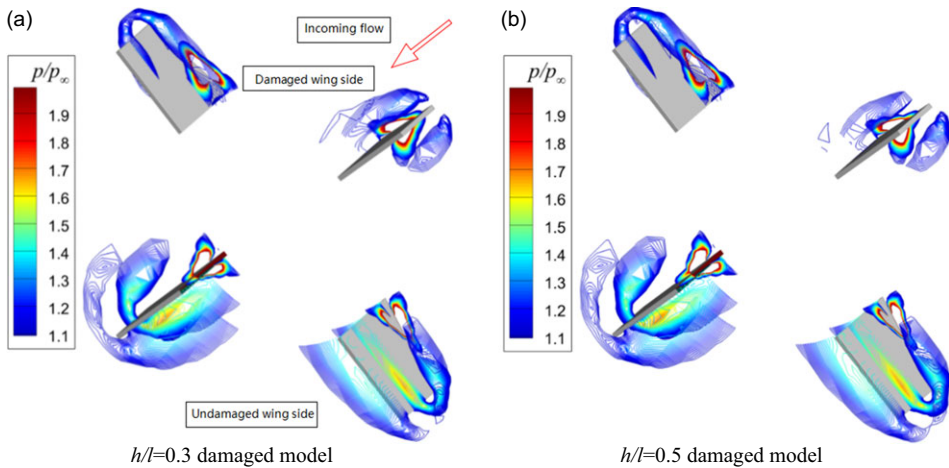 (a)
Incoming flow
p/p∞
Damaged wing side
1.9
1.8
1.7
1.6
1.5
1.4
1.3
1.2
1.1
Undamaged wing side
h/l=0.3 damaged model
(b)
p/p∞
1.9
1.8
1.7
1.6
1.5
1.4
1.3
1.2
1.1
h/l=0.5 damaged model